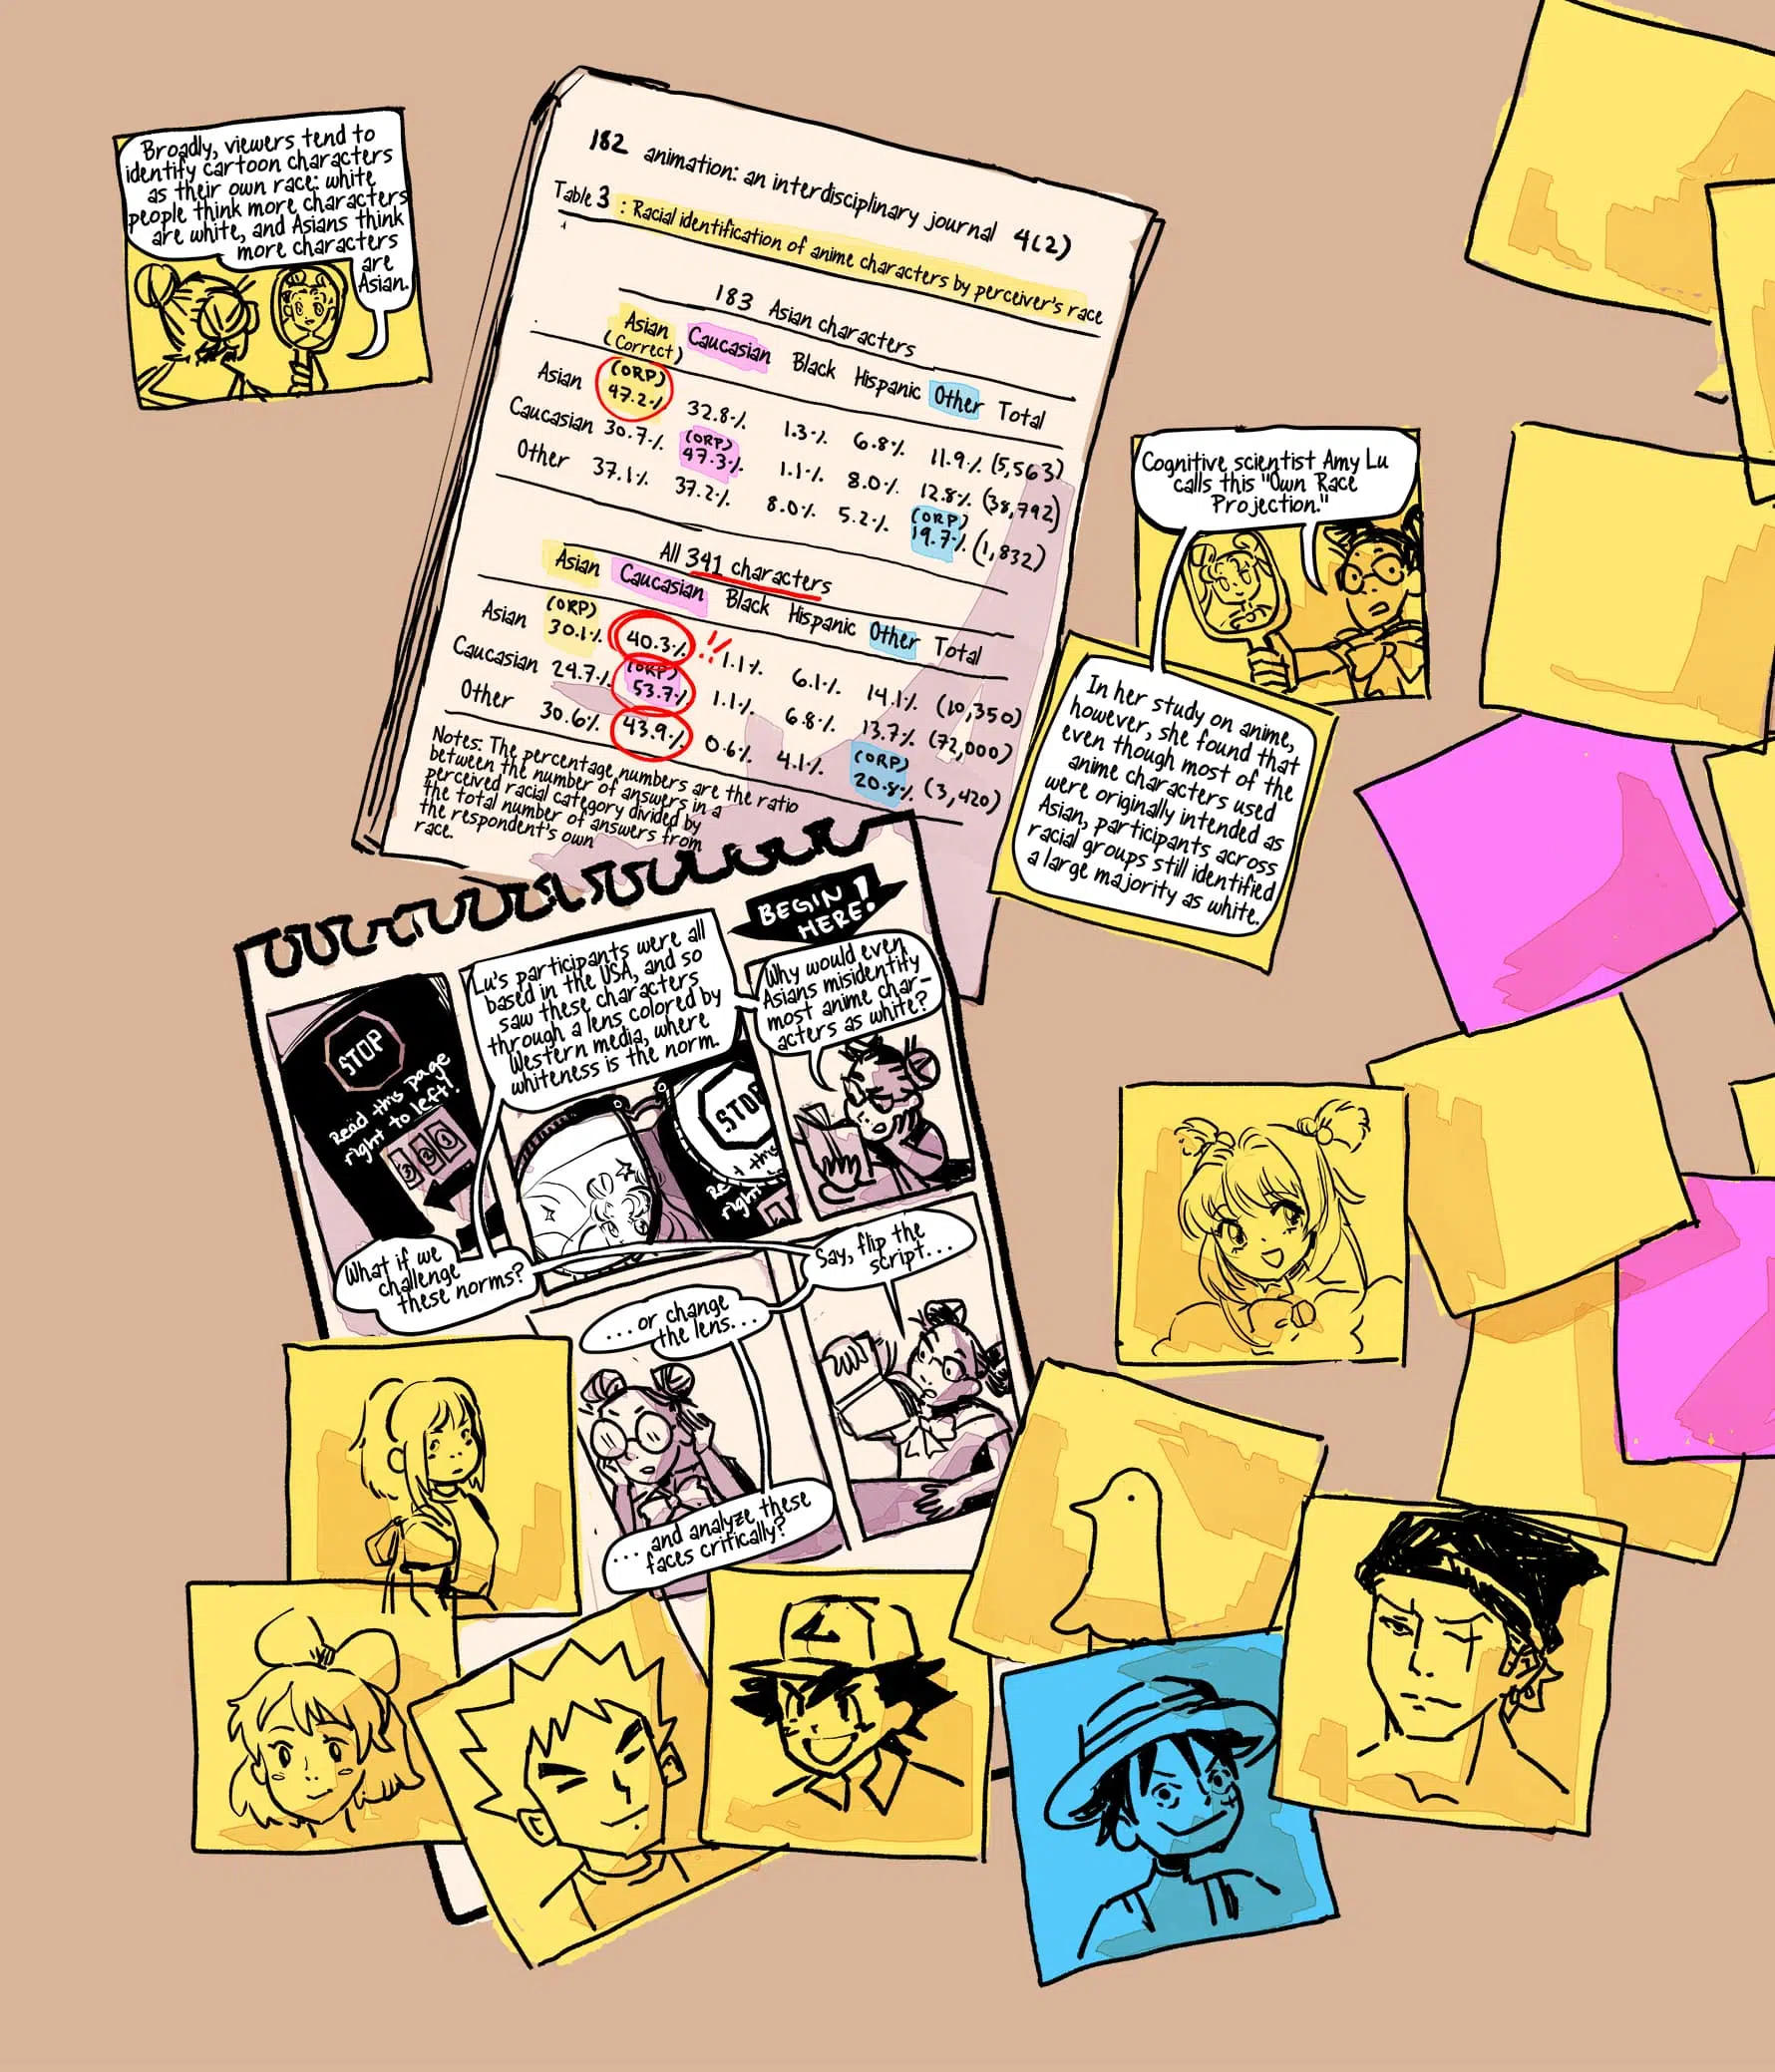 Broadly, viewers tend to
identify cartoon characters
as their own race: white
people think more characters
are white, and Asians think
more characters
are
Asian.
182 animation: an interdisciplinary journal 4(2)
Table 3 : Racial identification of anime characters by perceiver's race
183 Asian characters
Asian (Correct) Caucasian Black Hispanic Other Total
Asian (ORP) 47.2% 32.8% 1.3% 6.8% 11.9% (5,563)
Caucasian 30.7% (ORP) 47.3% 1.1% 8.0% 12.8% (38,792)
Other 37.1% 37.2% 8.0% 5.2% (ORP) 19.7% (1,832)
All 341 characters
Asian Caucasian Black Hispanic Other Total
Asian (ORP) 30.1% 40.3% !! 1.1% 6.1% 14.1% (10,350)
Caucasian 29.7% (ORP) 53.7% 1.1% 6.8% 13.7% (72,000)
Other 30.6% 43.9% 0.6% 4.1% (ORP) 20.8% (3,420)
Notes: The percentage numbers are the ratio
between the number of answers in a
perceived racial category divided by
the total number of answers from
the respondent's own
race.
Cognitive scientist Amy Lu
calls this "Own Race
Projection."
In her study on anime,
however, she found that
even though most of the
anime characters used
were originally intended as
Asian, participants across
racial groups still identified
a large majority as white.
BEGIN
HERE!
Why would even
Asians misidentify
most anime char-
acters as white?
Lu's participants were all
based in the USA, and so
saw these characters
through a lens colored by
Western media, where
whiteness is the norm.
STOP
Read this
right
STOP
Read this page
right to left!
3 2 1
What if we
challenge
these norms?
Say, flip the
script...
...or change
the lens...
...and analyze these
faces critically?